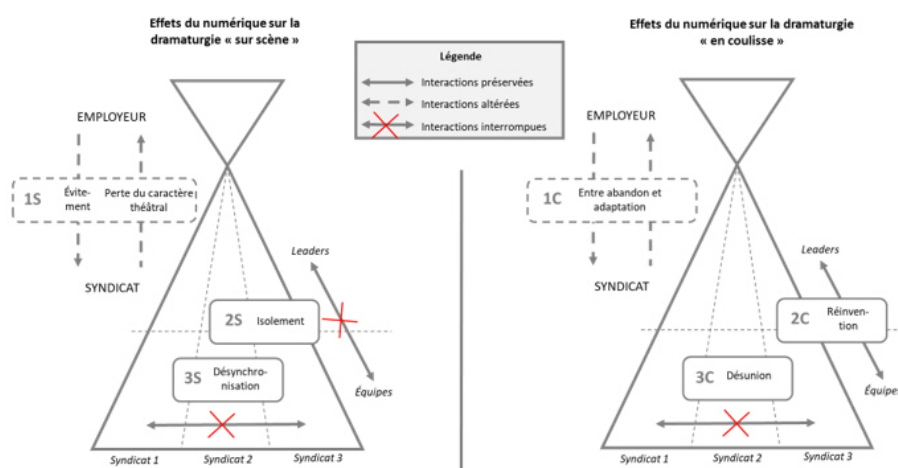 Effets du numérique sur la
dramaturgie « sur scène »
Légende
Interactions préservées
Interactions altérées
Interactions interrompues
EMPLOYEUR
1S
Évite-
ment
Perte du caractère
théâtral
SYNDICAT
Leaders
2S
Isolement
3S
Désynchro-
nisation
Équipes
Syndicat 1
Syndicat 2
Syndicat 3
Effets du numérique sur la dramaturgie
« en coulisse »
EMPLOYEUR
1C
Entre abandon et
adaptation
SYNDICAT
Leaders
2C
Réinven-
tion
3C
Désunion
Équipes
Syndicat 1
Syndicat 2
Syndicat 3